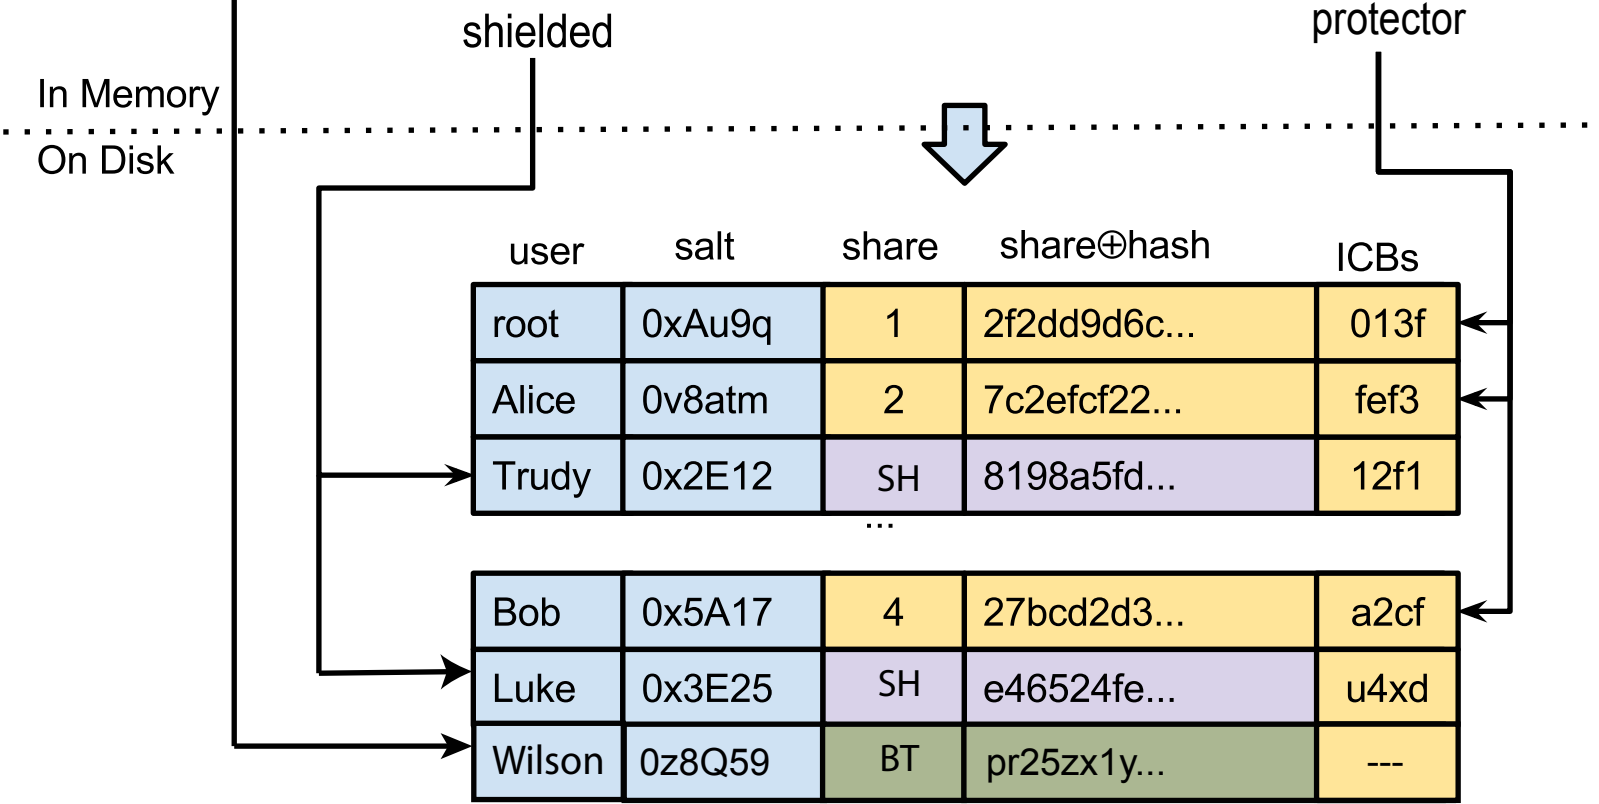 shielded
protector
In Memory
On Disk
user salt share share⊕hash ICBs
root 0xAu9q 1 2f2dd9d6c... 013f
Alice 0v8atm 2 7c2efcf22... fef3
Trudy 0x2E12 SH 8198a5fd... 12f1
...
Bob 0x5A17 4 27bcd2d3... a2cf
Luke 0x3E25 SH e46524fe... u4xd
Wilson 0z8Q59 BT pr25zx1y... ---